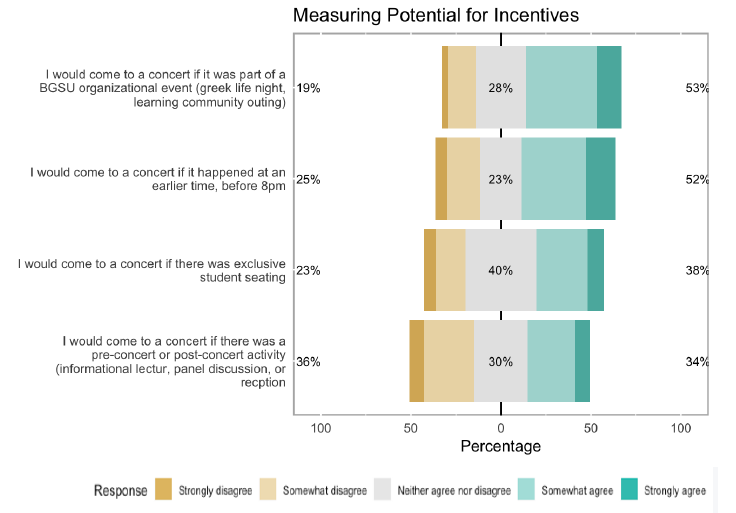 Measuring Potential for Incentives
I would come to a concert if it was part of a
BGSU organizational event (greek life night,
learning community outing)
19%
28%
53%
I would come to a concert if it happened at an
earlier time, before 8pm
25%
23%
52%
I would come to a concert if there was exclusive
student seating
23%
40%
38%
I would come to a concert if there was a
pre-concert or post-concert activity
(informational lectur, panel discussion, or
recption
36%
30%
34%
100 50 0 50 100
Percentage
Response Strongly disagree Somewhat disagree Neither agree nor disagree Somewhat agree Strongly agree